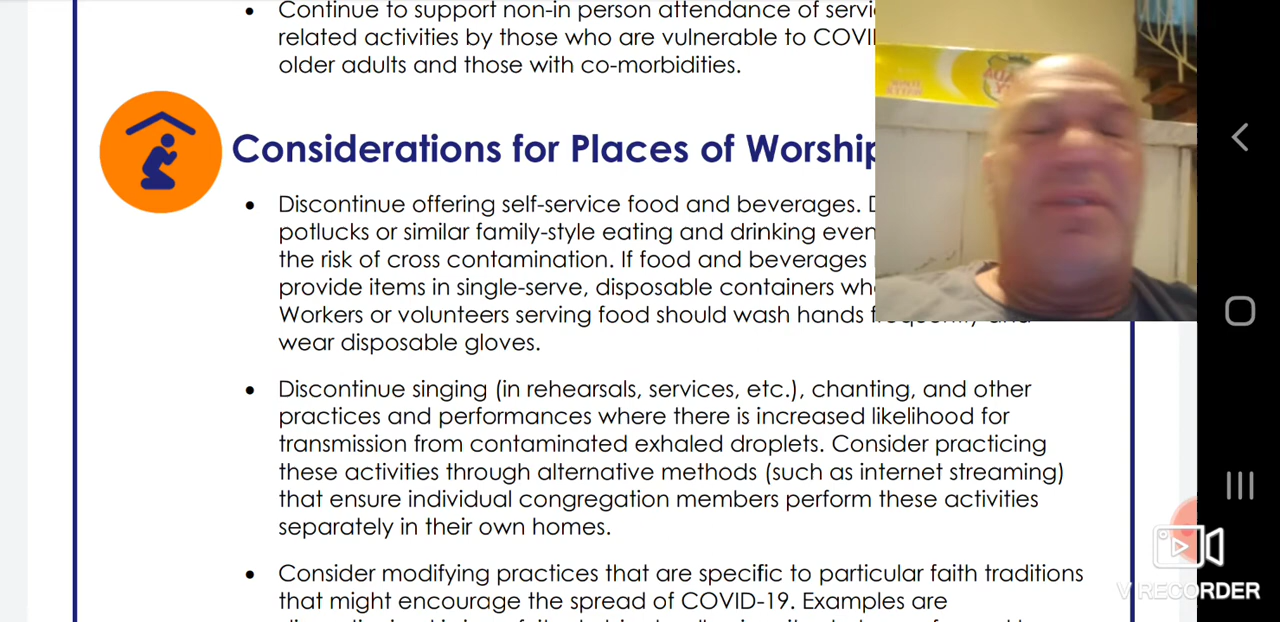 • Continue to support non-in person attendance of servi
related activities by those who are vulnerable to COVI
older adults and those with co-morbidities.
Considerations for Places of Worship
• Discontinue offering self-service food and beverages. D
potlucks or similar family-style eating and drinking even
the risk of cross contamination. If food and beverages
provide items in single-serve, disposable containers wh
Workers or volunteers serving food should wash hands frequently and
wear disposable gloves.
• Discontinue singing (in rehearsals, services, etc.), chanting, and other
practices and performances where there is increased likelihood for
transmission from contaminated exhaled droplets. Consider practicing
these activities through alternative methods (such as internet streaming)
that ensure individual congregation members perform these activities
separately in their own homes.
• Consider modifying practices that are specific to particular faith traditions
that might encourage the spread of COVID-19. Examples are
V RECORDER